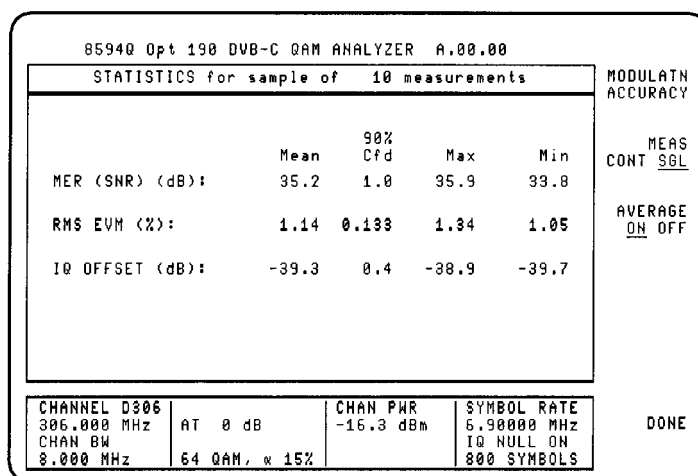 8594Q Opt 190 DVB-C QAM ANALYZER A.00.00
STATISTICS for sample of 10 measurements
MODULATN
ACCURACY
90%
Mean Cfd Max Min
MEAS
CONT SGL
MER (SNR) (dB): 35.2 1.0 35.9 33.8
RMS EVM (%): 1.14 0.133 1.34 1.05
AVERAGE
ON OFF
IQ OFFSET (dB): -39.3 0.4 -38.9 -39.7
CHANNEL D306 CHAN PWR SYMBOL RATE
306.000 MHz AT 0 dB -16.3 dBm 6.90000 MHz
CHAN BW IQ NULL ON
8.000 MHz 64 QAM, α 15% 800 SYMBOLS
DONE